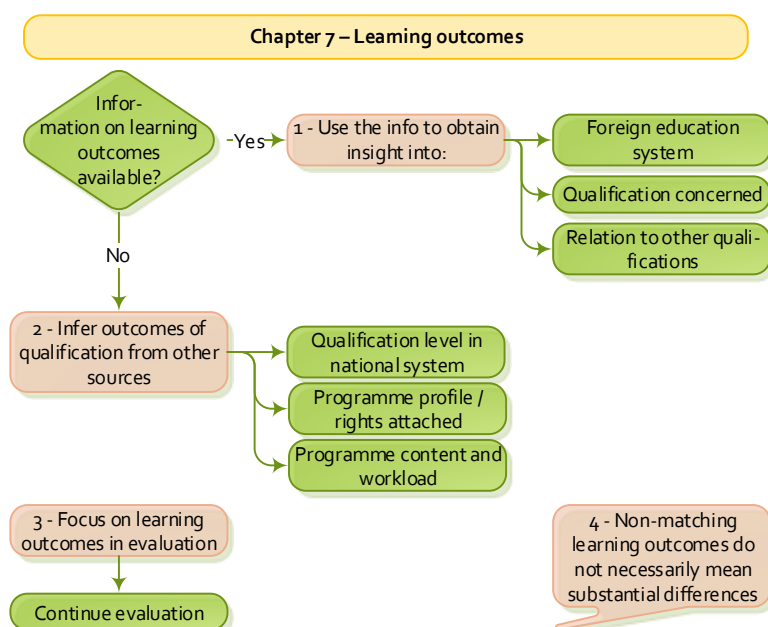 Chapter 7 – Learning outcomes
Infor-
mation on learning
outcomes
available?
Yes
1 - Use the info to obtain
insight into:
Foreign education
system
Qualification concerned
Relation to other quali-
fications
No
2 - Infer outcomes of
qualification from other
sources
Qualification level in
national system
Programme profile /
rights attached
Programme content and
workload
3 - Focus on learning
outcomes in evaluation
Continue evaluation
4 - Non-matching
learning outcomes do
not necessarily mean
substantial differences